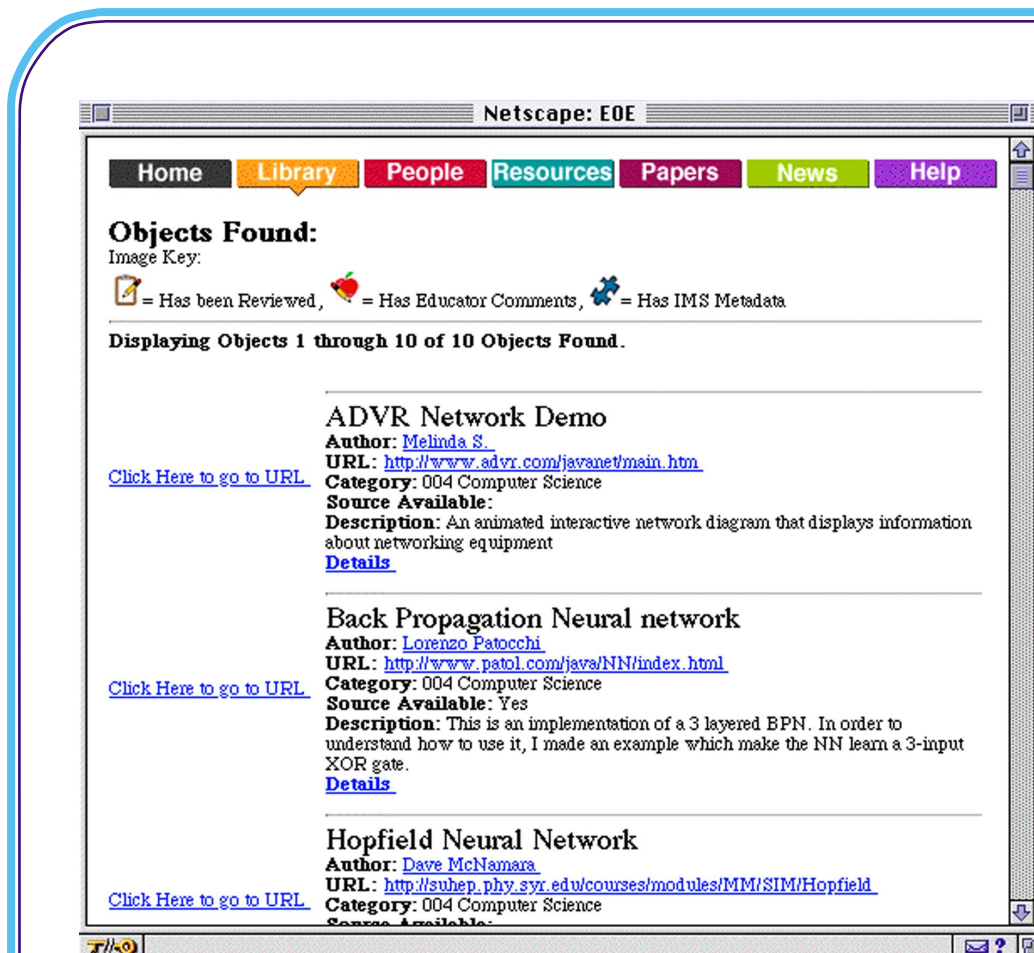 Netscape: EOE
Home Library People Resources Papers News Help
Objects Found:
Image Key:
= Has been Reviewed, = Has Educator Comments, = Has IMS Metadata
Displaying Objects 1 through 10 of 10 Objects Found.
ADVR Network Demo
Author: Melinda S.
URL: http://www.advr.com/javanet/main.htm
Click Here to go to URL
Category: 004 Computer Science
Source Available:
Description: An animated interactive network diagram that displays information
about networking equipment
Details
Back Propagation Neural network
Author: Lorenzo Patocchi
URL: http://www.patol.com/java/NN/index.html
Click Here to go to URL
Category: 004 Computer Science
Source Available: Yes
Description: This is an implementation of a 3 layered BPN. In order to
understand how to use it, I made an example which make the NN learn a 3-input
XOR gate.
Details
Hopfield Neural Network
Author: Dave McNamara
URL: http://suhep.phy.syr.edu/courses/modules/MM/SIM/Hopfield
Click Here to go to URL
Category: 004 Computer Science
Source Available: